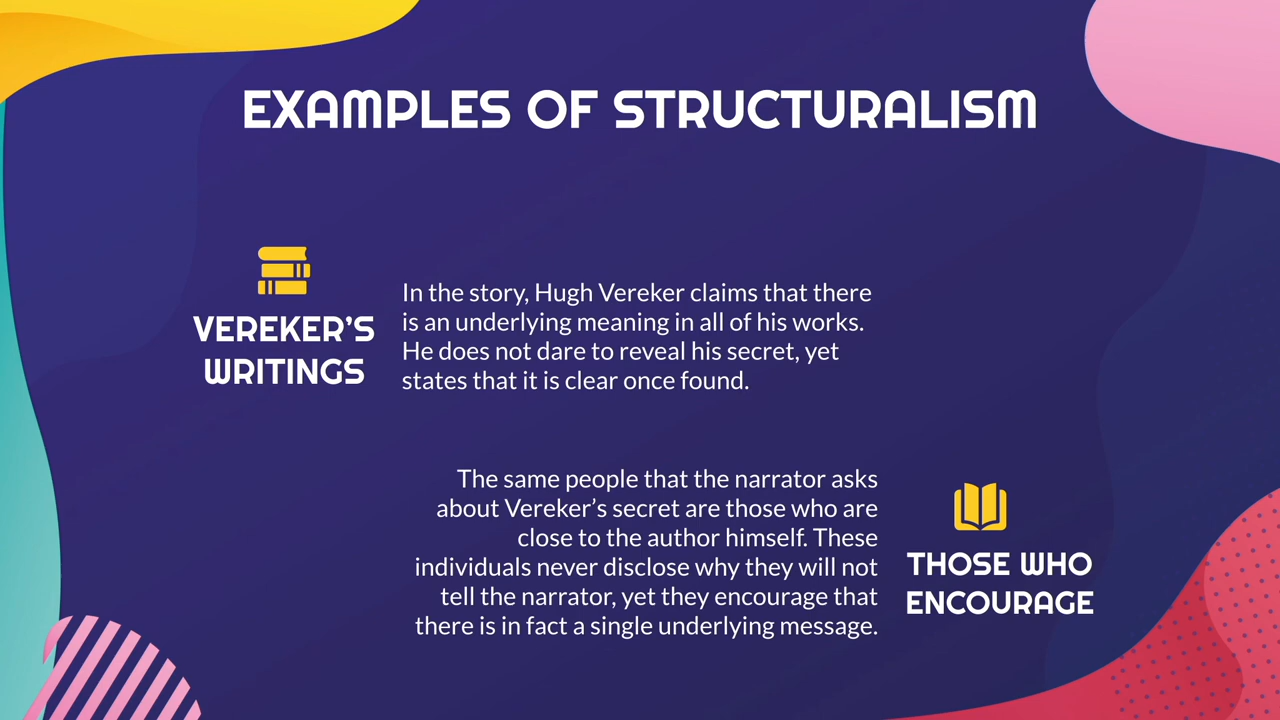 EXAMPLES OF STRUCTURALISM
VEREKER’S
WRITINGS
In the story, Hugh Vereker claims that there
is an underlying meaning in all of his works.
He does not dare to reveal his secret, yet
states that it is clear once found.
The same people that the narrator asks
about Vereker’s secret are those who are
close to the author himself. These
individuals never disclose why they will not
tell the narrator, yet they encourage that
there is in fact a single underlying message.
THOSE WHO
ENCOURAGE